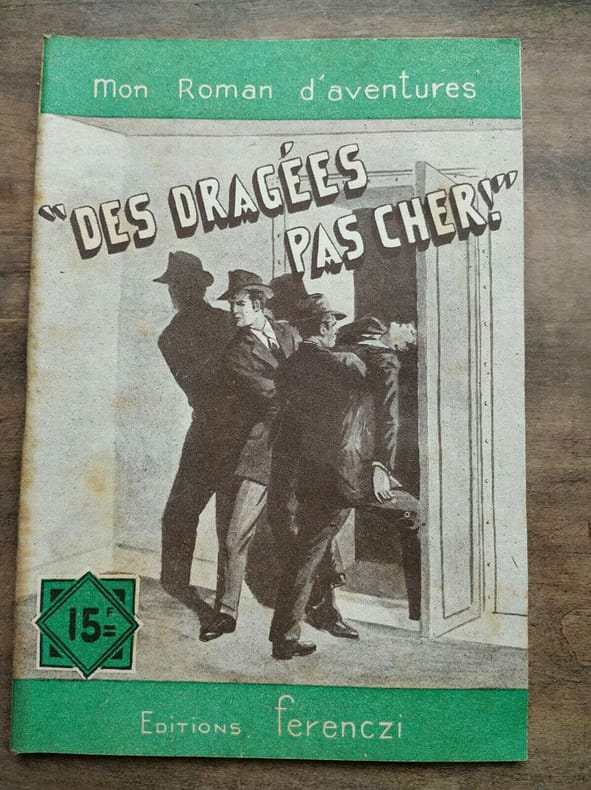 Mon Roman d'aventures
"DES DRAGÉES
PAS CHER!"
15F=
EDITIONS ferenczi